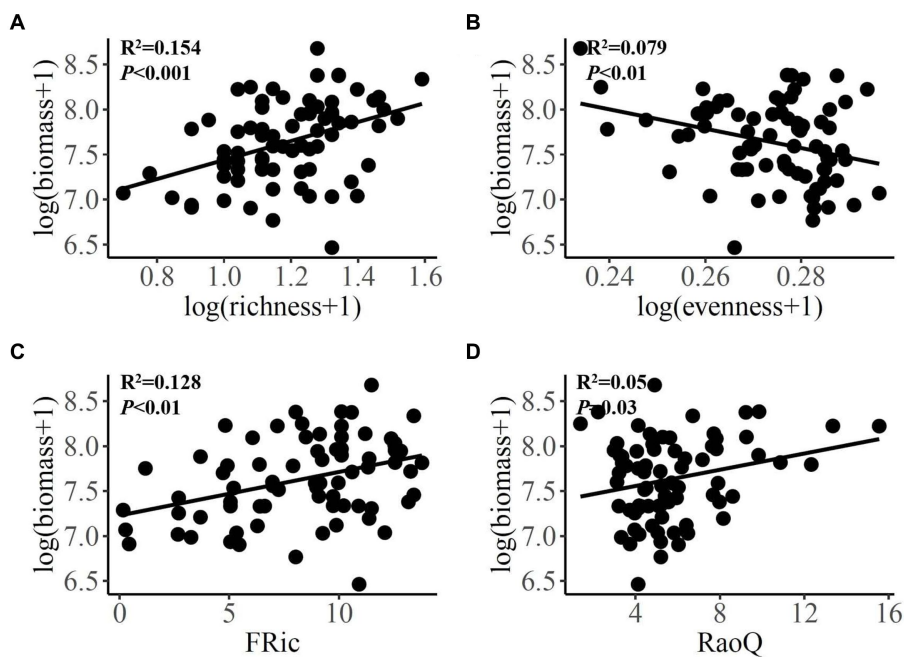 A
R²=0.154
P<0.001
log(biomass+1)
8.5
8.0
7.5
7.0
6.5
0.8 1.0 1.2 1.4 1.6
log(richness+1)
B
R²=0.079
P<0.01
log(biomass+1)
8.5
8.0
7.5
7.0
6.5
0.24 0.26 0.28
log(evenness+1)
C
R²=0.128
P<0.01
log(biomass+1)
8.5
8.0
7.5
7.0
6.5
0 5 10
FRic
D
R²=0.05
P=0.03
log(biomass+1)
8.5
8.0
7.5
7.0
6.5
4 8 12 16
RaoQ